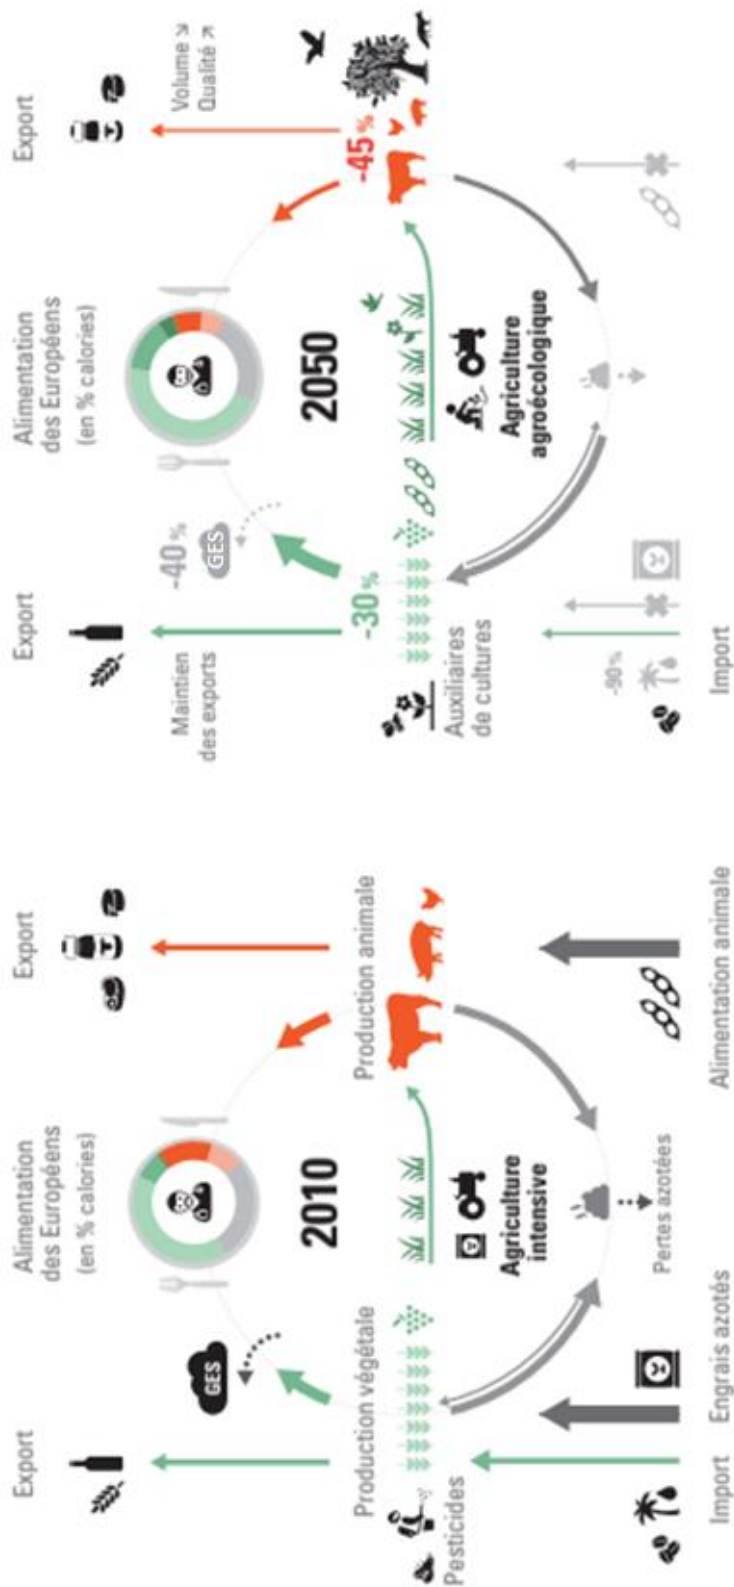 Export
Alimentation
des Européens
(en % calories)
Export
GES
2010
Production végétale
Production animale
Pesticides
Agriculture
intensive
Pertes azotées
Import
Engrais azotés
Alimentation animale
Export
Alimentation
des Européens
(en % calories)
Export
Maintien
des exports
-40 %
GES
Volume ↘
Qualité ↗
2050
-30 %
-45 %
Auxiliaires
de cultures
Agriculture
agroécologique
-90%
Import